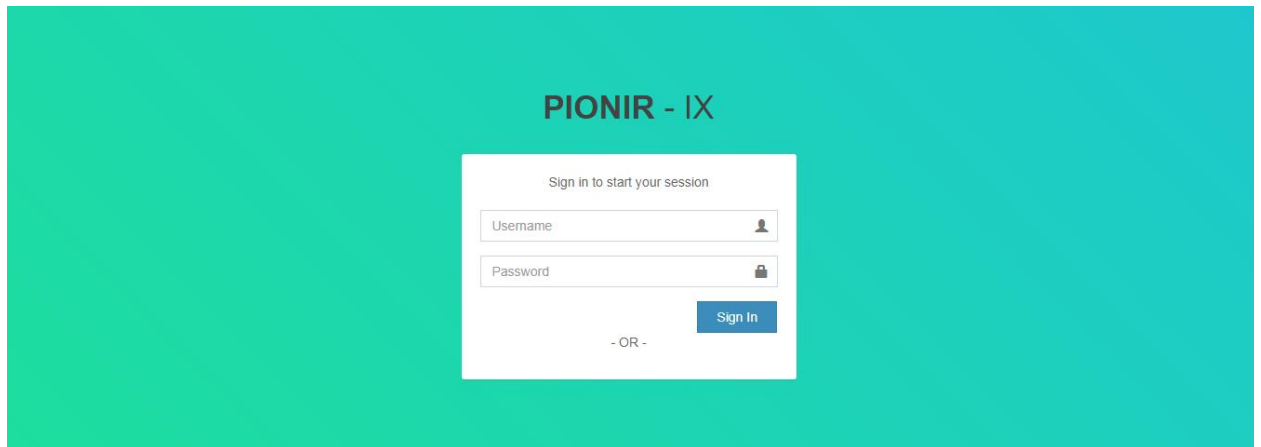 PIONIR - IX
Sign in to start your session
Username
Password
Sign In
- OR -